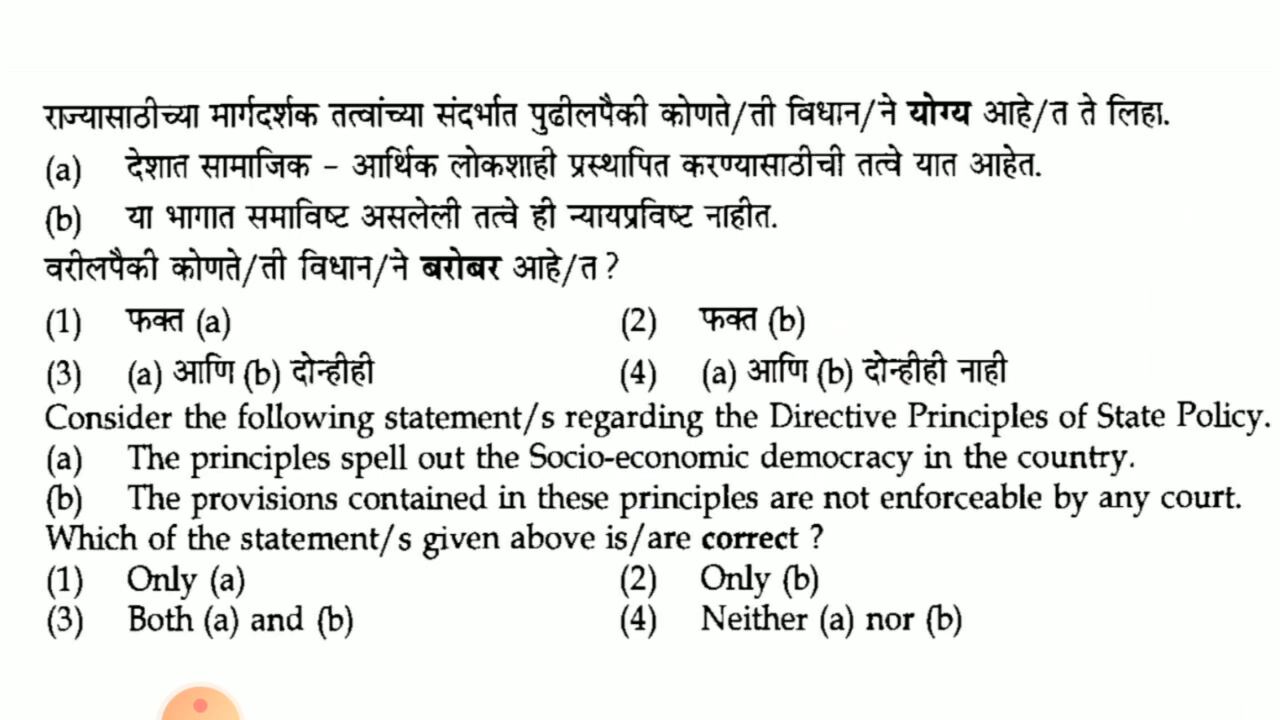 राज्यासाठीच्या मार्गदर्शक तत्वांच्या संदर्भात पुढीलपैकी कोणते/ती विधान/ने योग्य आहे/त ते लिहा.
(a) देशात सामाजिक - आर्थिक लोकशाही प्रस्थापित करण्यासाठीची तत्वे यात आहेत.
(b) या भागात समाविष्ट असलेली तत्वे ही न्यायप्रविष्ट नाहीत.
वरीलपैकी कोणते/ती विधान/ने बरोबर आहे/त ?
(1) फक्त (a) (2) फक्त (b)
(3) (a) आणि (b) दोन्हीही (4) (a) आणि (b) दोन्हीही नाही
Consider the following statement/s regarding the Directive Principles of State Policy.
(a) The principles spell out the Socio-economic democracy in the country.
(b) The provisions contained in these principles are not enforceable by any court.
Which of the statement/s given above is/are correct ?
(1) Only (a) (2) Only (b)
(3) Both (a) and (b) (4) Neither (a) nor (b)